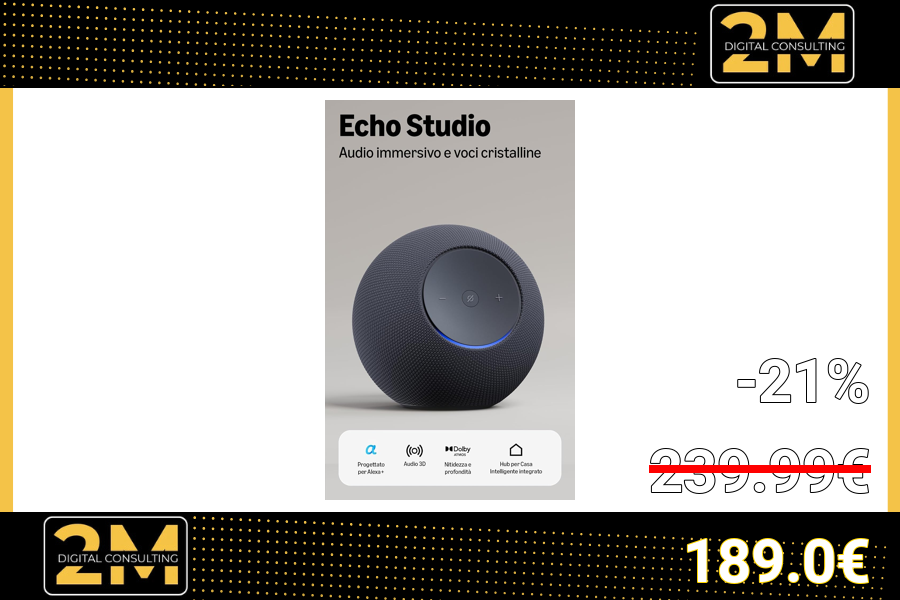 2M
DIGITAL CONSULTING
Echo Studio
Audio immersivo e voci cristalline
-21%
239.99€
Progettato
per Alexa+
Audio 3D
Dolby
ATMOS
Nitidezza e
profondità
Hub per Casa
Intelligente integrato
2M
DIGITAL CONSULTING
189.0€